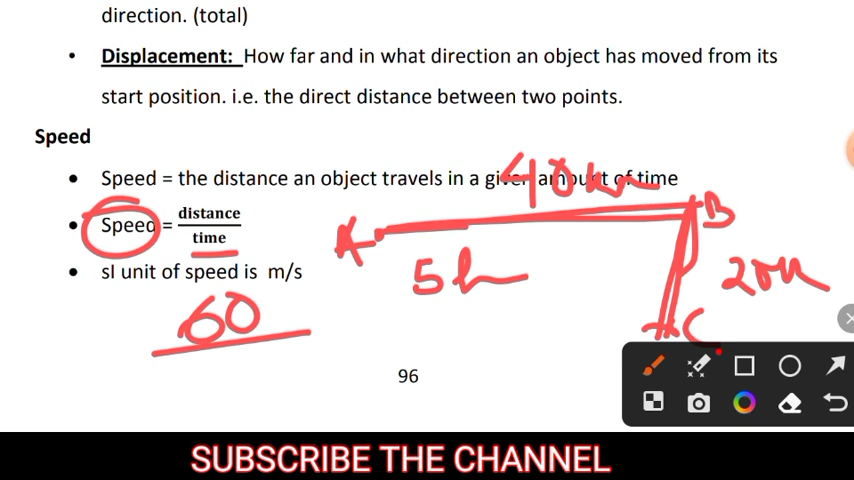 direction. (total)
• Displacement: How far and in what direction an object has moved from its
start position. i.e. the direct distance between two points.
Speed
• Speed = the distance an object travels in a given amount of time
40km
• Speed = distance
time
A
B
• sI unit of speed is m/s
5h
60
C
96
SUBSCRIBE THE CHANNEL